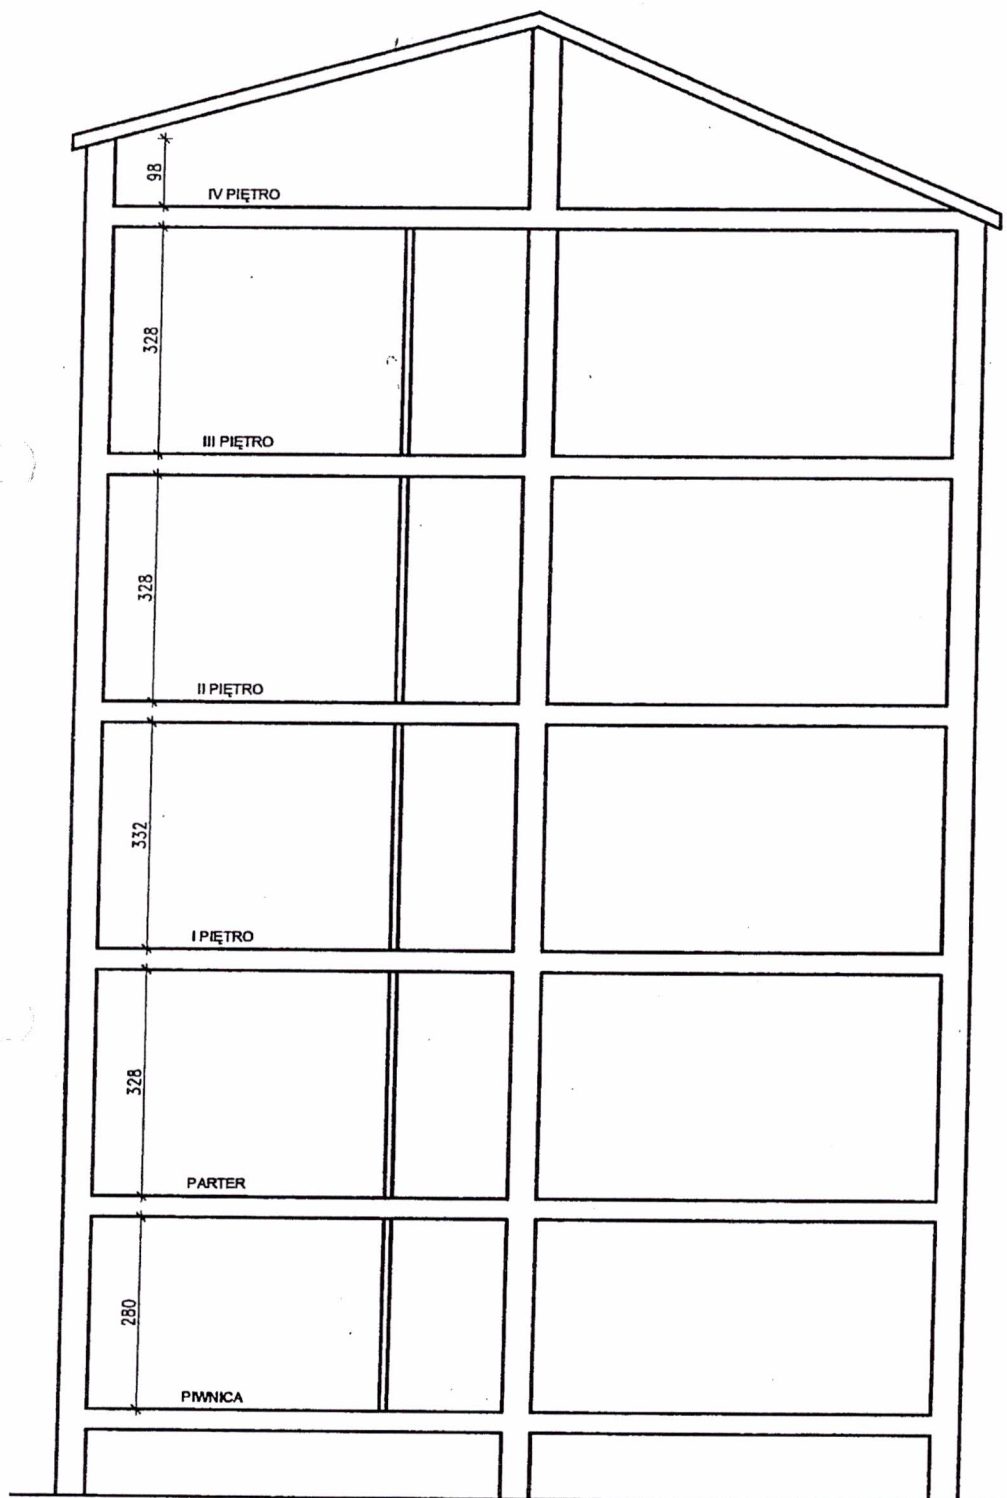 98
IV PIĘTRO
328
III PIĘTRO
328
II PIĘTRO
332
I PIĘTRO
328
PARTER
280
PIWNICA